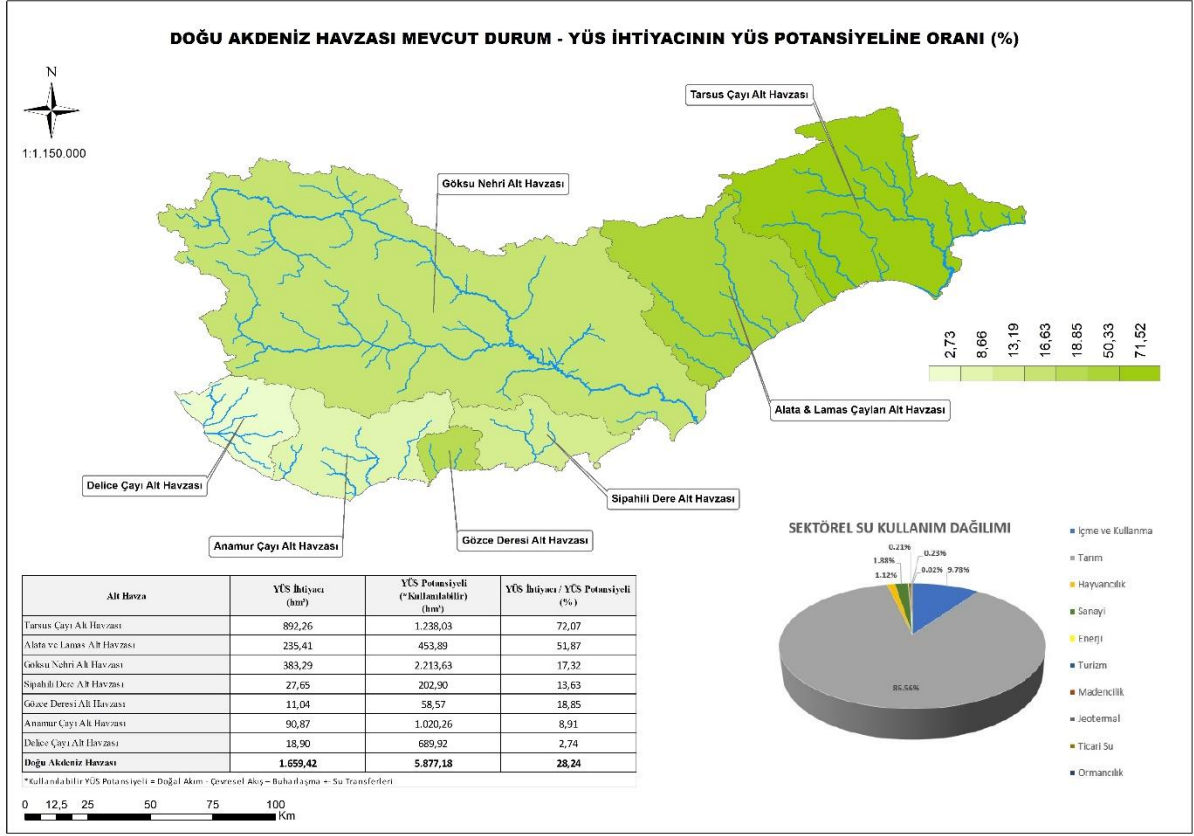 DOĞU AKDENİZ HAVZASI MEVCUT DURUM - YÜS İHTİYACININ YÜS POTANSİYELİNE ORANI (%)
N
1:1.150.000
Tarsus Çayı Alt Havzası
Göksu Nehri Alt Havzası
2,73 8,66 13,19 16,63 18.85 50,33 71,52
Alata & Lamas Çayları Alt Havzası
Delice Çayı Alt Havzası
Sipahili Dere Alt Havzası
Anamur Çayı Alt Havzası
Gözce Deresi Alt Havzası
SEKTÖREL SU KULLANIM DAĞILIMI
0.21%
0.23%
1.88%
1.12%
0.02%
9.78%
86.56%
İçme ve Kullanma
Tarım
Hayvancılık
Sanayi
Enerji
Turizm
Madencilik
Jeotermal
Ticari Su
Ormancılık
Alt Havza YÜS İhtiyacı (hm³) YÜS Potansiyeli (*Kullanılabilir) (hm³) YÜS İhtiyacı / YÜS Potansiyeli (%)
Tarsus Çayı Alt Havzası 892,26 1.238,03 72,07
Alata ve Lamas Alt Havzası 235,41 453,89 51,87
Göksu Nehri Alt Havzası 383,29 2.213,63 17,32
Sipahili Dere Alt Havzası 27,65 202,90 13,63
Gözce Deresi Alt Havzası 11,04 58,57 18,85
Anamur Çayı Alt Havzası 90,87 1.020,26 8,91
Delice Çayı Alt Havzası 18,90 689,92 2,74
Doğu Akdeniz Havzası 1.659,42 5.877,18 28,24
*Kullanılabilir YÜS Potansiyeli = Doğal Akım - Çevresel Akış – Buharlaşma +- Su Transferleri
0 12,5 25 50 75 100
Km